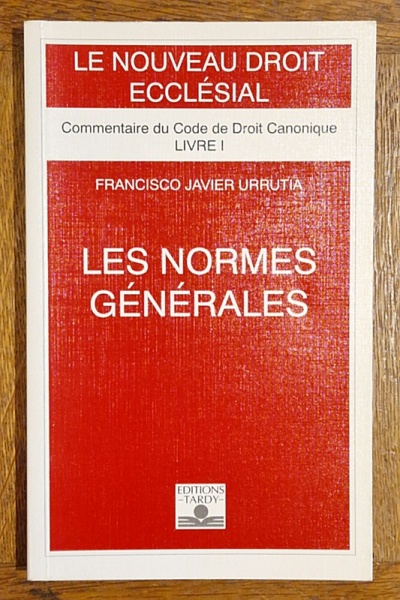 LE NOUVEAU DROIT
ECCLÉSIAL
Commentaire du Code de Droit Canonique
LIVRE I
FRANCISCO JAVIER URRUTIA
LES NORMES
GÉNÉRALES
EDITIONS
–TARDY–